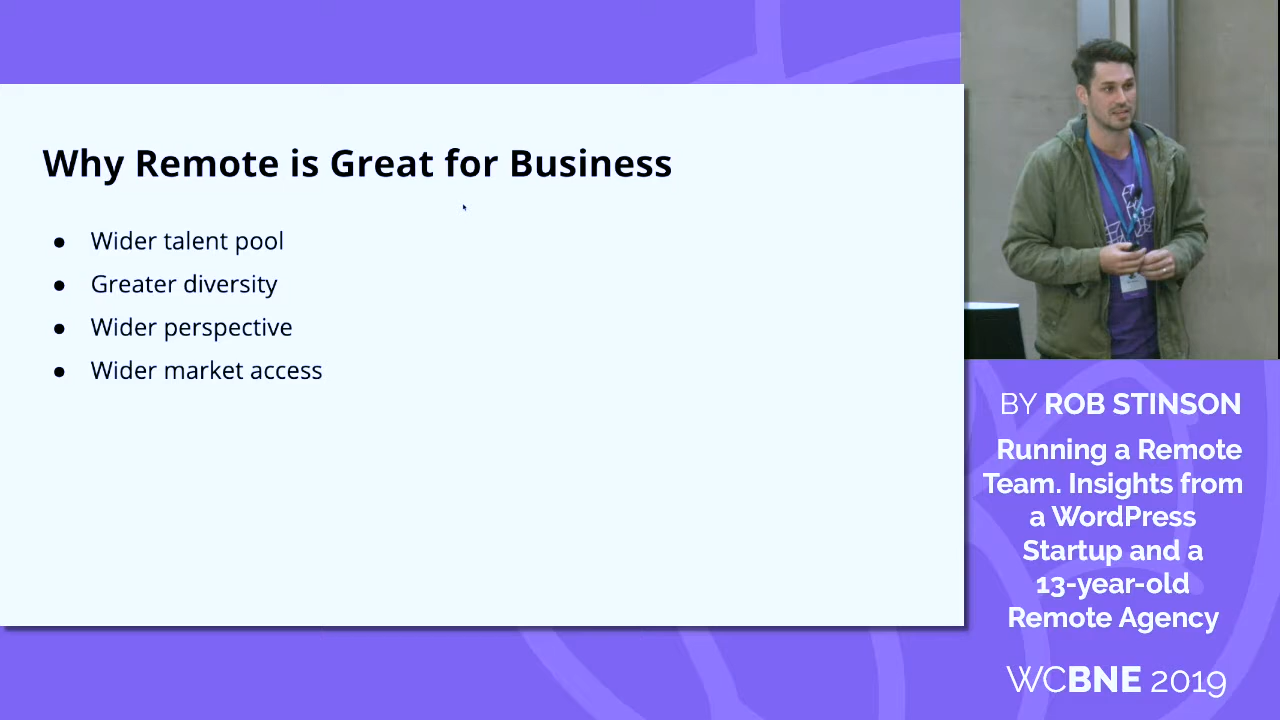 Why Remote is Great for Business
● Wider talent pool
● Greater diversity
● Wider perspective
● Wider market access
BY ROB STINSON
Running a Remote
Team. Insights from
a WordPress
Startup and a
13-year-old
Remote Agency
WCBNE 2019